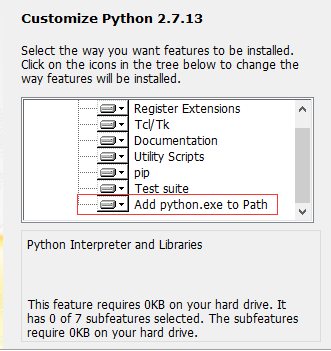 Customize Python 2.7.13
Select the way you want features to be installed.
Click on the icons in the tree below to change the
way features will be installed.
Register Extensions
Tcl/Tk
Documentation
Utility Scripts
pip
Test suite
Add python.exe to Path
Python Interpreter and Libraries
This feature requires 0KB on your hard drive. It
has 0 of 7 subfeatures selected. The subfeatures
require 0KB on your hard drive.